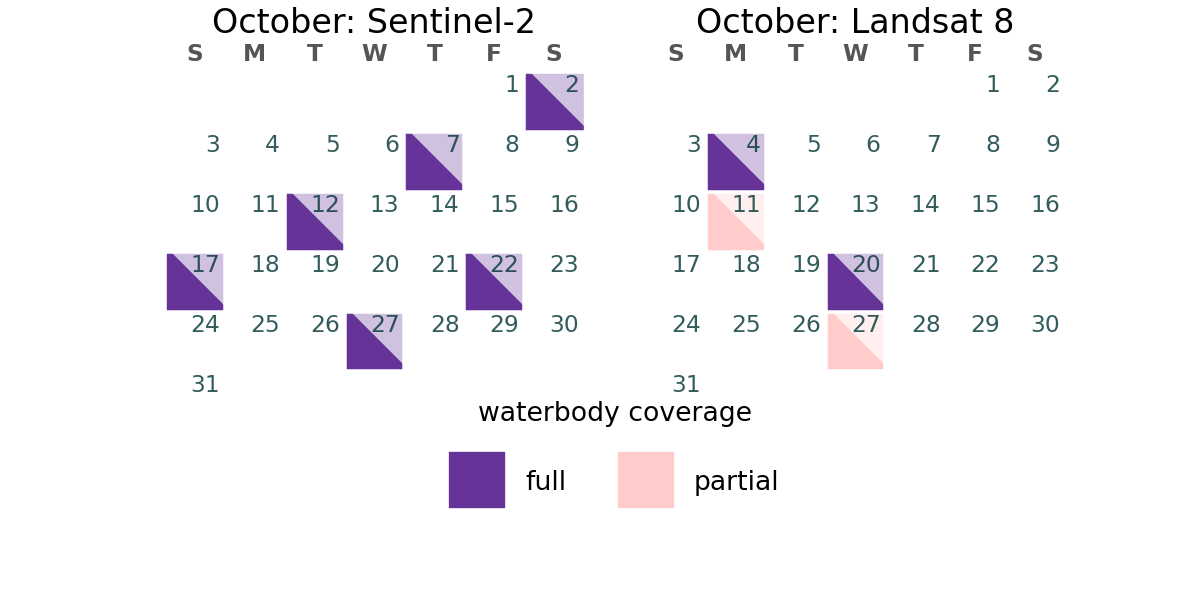 October: Sentinel-2
S M T W T F S
1 2
3 4 5 6 7 8 9
10 11 12 13 14 15 16
17 18 19 20 21 22 23
24 25 26 27 28 29 30
31
October: Landsat 8
S M T W T F S
1 2
3 4 5 6 7 8 9
10 11 12 13 14 15 16
17 18 19 20 21 22 23
24 25 26 27 28 29 30
31
waterbody coverage
full partial